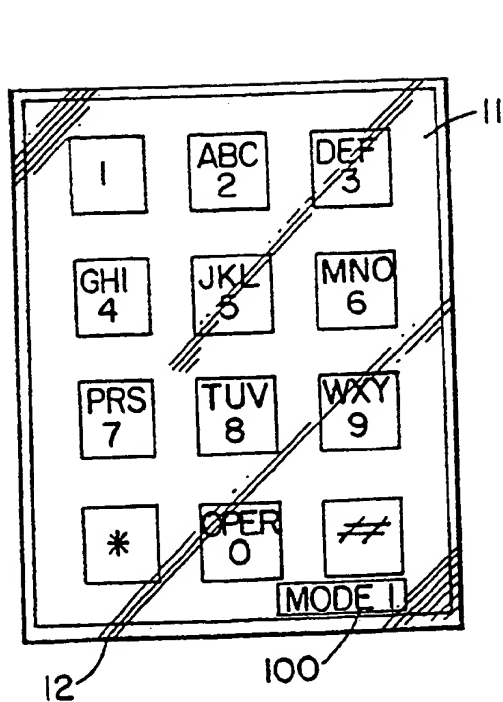 11
1 ABC DEF
2 3
GHI JKL MNO
4 5 6
PRS TUV WXY
7 8 9
* OPER #
0
MODE 1
100
12